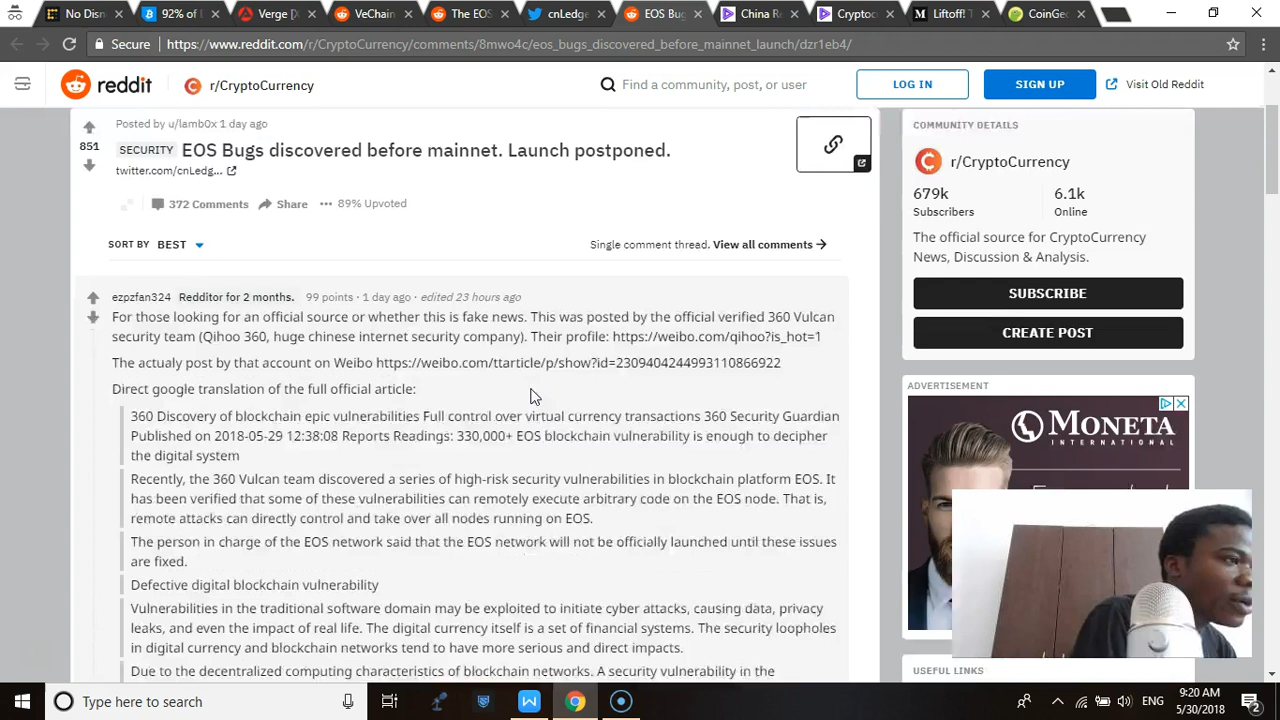 No Disn
92% of
Verge [X
VeChain
The EOS
cnLedge
EOS Bug
China Re
Cryptoc
Liftoff! T
CoinGec
Secure
https://www.reddit.com/r/CryptoCurrency/comments/8mwo4c/eos_bugs_discovered_before_mainnet_launch/dzr1eb4/
reddit
r/CryptoCurrency
Find a community, post, or user
LOG IN
SIGN UP
Visit Old Reddit
Posted by u/lamb0x 1 day ago
851
SECURITY EOS Bugs discovered before mainnet. Launch postponed.
twitter.com/cnLedg...
372 Comments Share ••• 89% Upvoted
SORT BY BEST
Single comment thread. View all comments →
ezpzfan324 Redditor for 2 months. 99 points · 1 day ago · edited 23 hours ago
For those looking for an official source or whether this is fake news. This was posted by the official verified 360 Vulcan
security team (Qihoo 360, huge chinese internet security company). Their profile: https://weibo.com/qihoo?is_hot=1
The actualy post by that account on Weibo https://weibo.com/ttarticle/p/show?id=2309404244993110866922
Direct google translation of the full official article:
360 Discovery of blockchain epic vulnerabilities Full control over virtual currency transactions 360 Security Guardian
Published on 2018-05-29 12:38:08 Reports Readings: 330,000+ EOS blockchain vulnerability is enough to decipher
the digital system
Recently, the 360 Vulcan team discovered a series of high-risk security vulnerabilities in blockchain platform EOS. It
has been verified that some of these vulnerabilities can remotely execute arbitrary code on the EOS node. That is,
remote attacks can directly control and take over all nodes running on EOS.
The person in charge of the EOS network said that the EOS network will not be officially launched until these issues
are fixed.
Defective digital blockchain vulnerability
Vulnerabilities in the traditional software domain may be exploited to initiate cyber attacks, causing data, privacy
leaks, and even the impact of real life. The digital currency itself is a set of financial systems. The security loopholes
in digital currency and blockchain networks tend to have more serious and direct impacts.
Due to the decentralized computing characteristics of blockchain networks. A security vulnerability in the
COMMUNITY DETAILS
r/CryptoCurrency
679k
Subscribers
6.1k
Online
The official source for CryptoCurrency
News, Discussion & Analysis.
SUBSCRIBE
CREATE POST
ADVERTISEMENT
MONETA
INTERNATIONAL
USEFUL LINKS
Type here to search
ENG
9:20 AM
5/30/2018
2